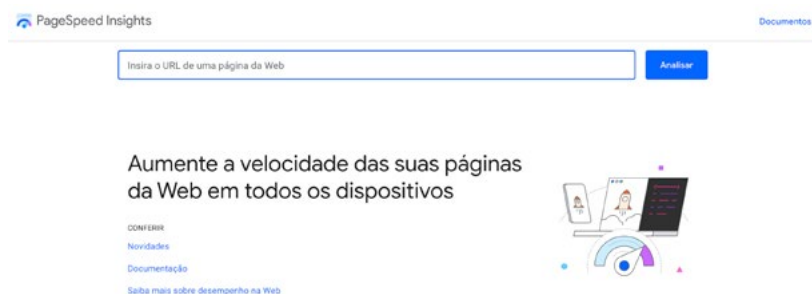 PageSpeed Insights
Documentos
Insira o URL de uma página da Web
Analisar
Aumente a velocidade das suas páginas
da Web em todos os dispositivos
CONFERIR
Novidades
Documentação
Saiba mais sobre desempenho na Web